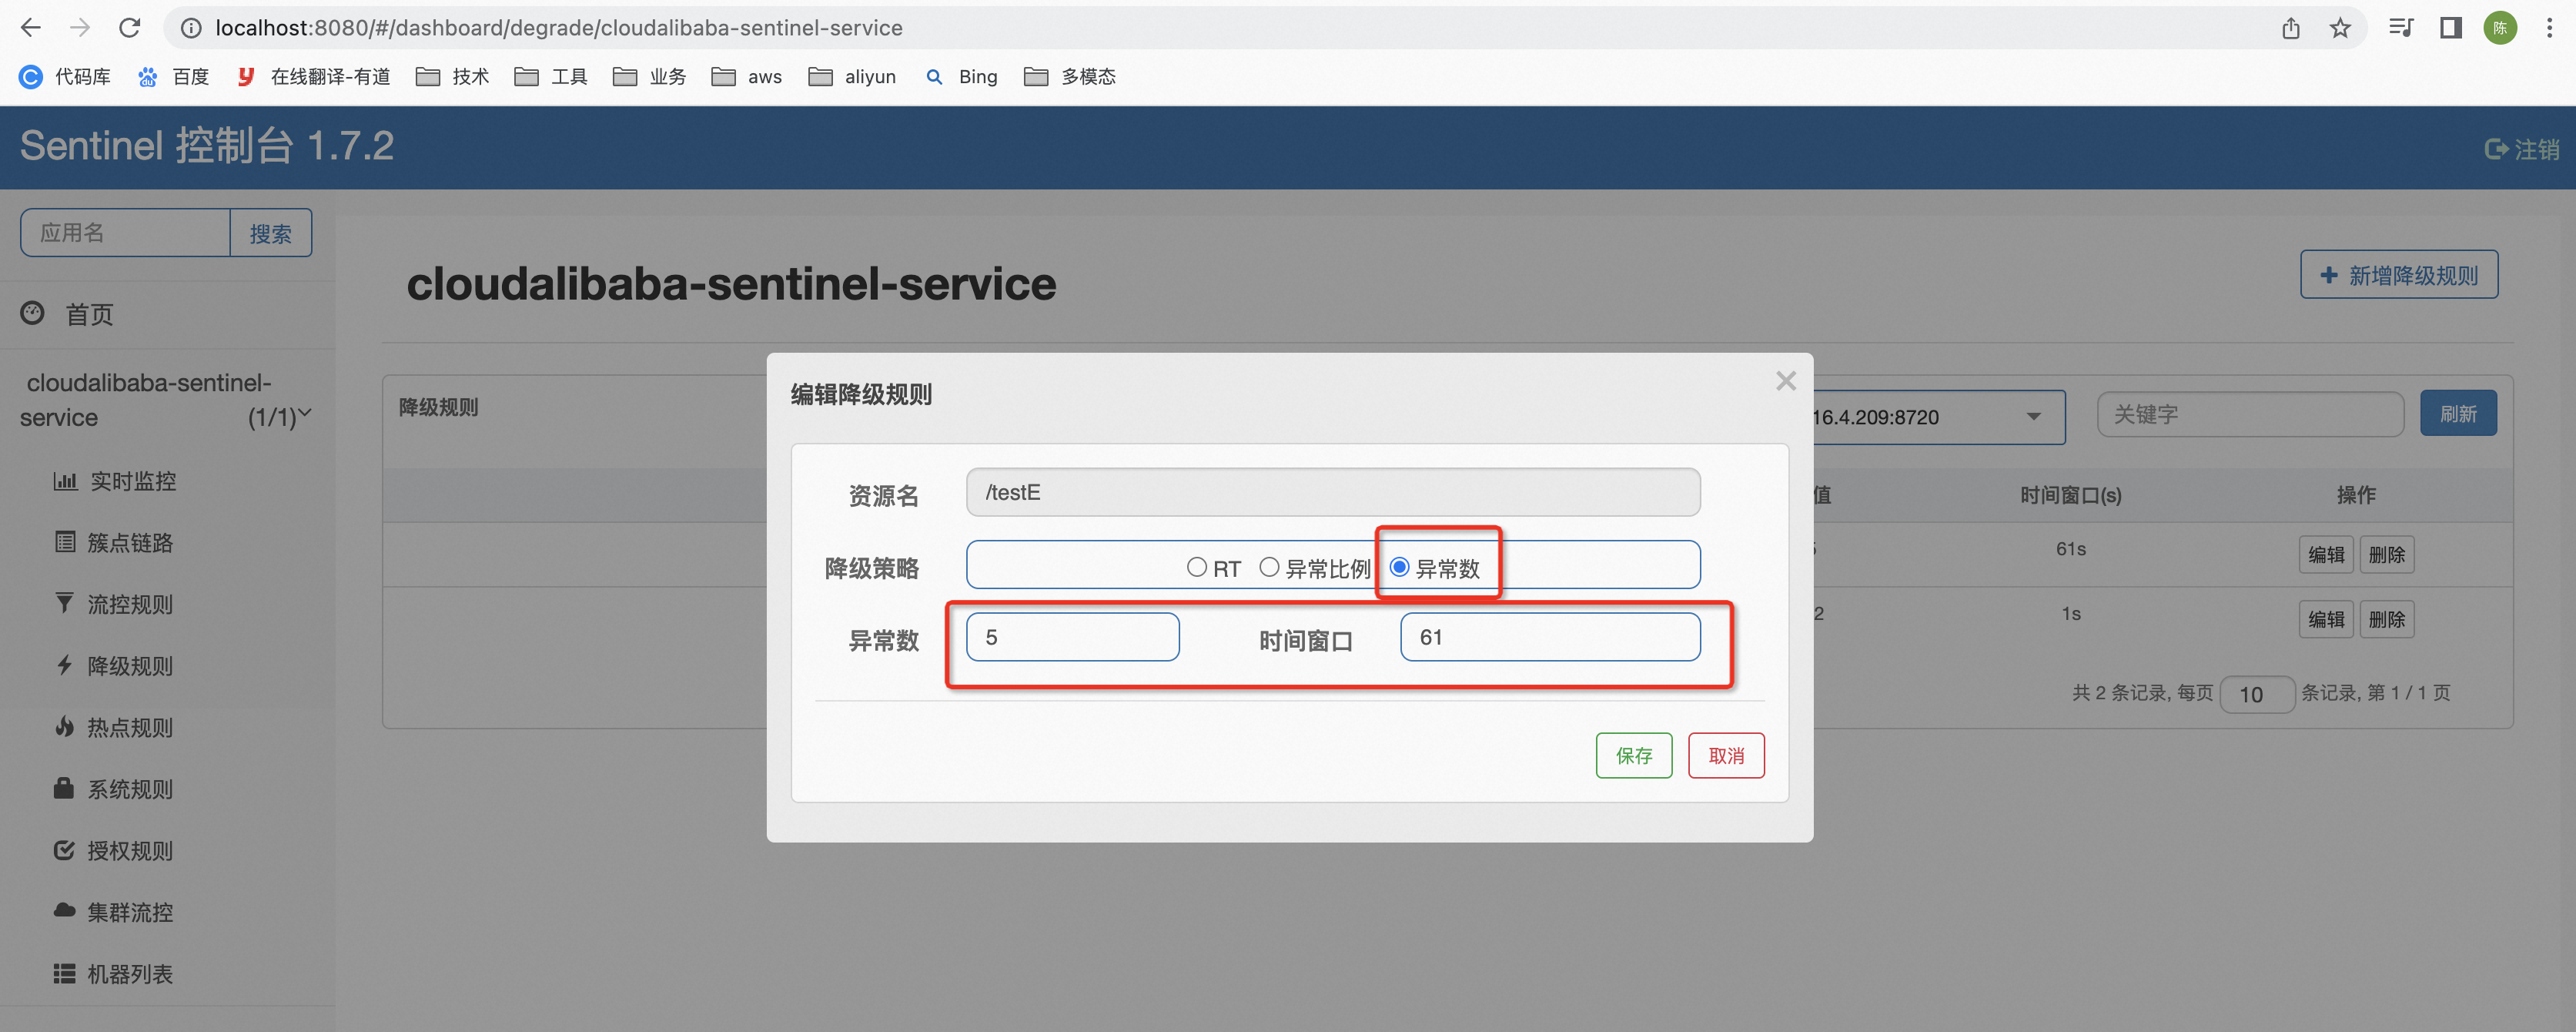 localhost:8080/#/dashboard/degrade/cloudalibaba-sentinel-service
陈
代码库 百度 在线翻译-有道 技术 工具 业务 aws aliyun Bing 多模态
Sentinel 控制台 1.7.2
注销
应用名 搜索
首页
cloudalibaba-sentinel-
service (1/1)
实时监控
簇点链路
流控规则
降级规则
热点规则
系统规则
授权规则
集群流控
机器列表
cloudalibaba-sentinel-service
新增降级规则
降级规则
16.4.209:8720 关键字 刷新
值 时间窗口(s) 操作
61s 编辑 删除
2 1s 编辑 删除
共 2 条记录, 每页 10 条记录, 第 1 / 1 页
编辑降级规则
资源名 /testE
降级策略 RT 异常比例 异常数
异常数 5 时间窗口 61
保存 取消